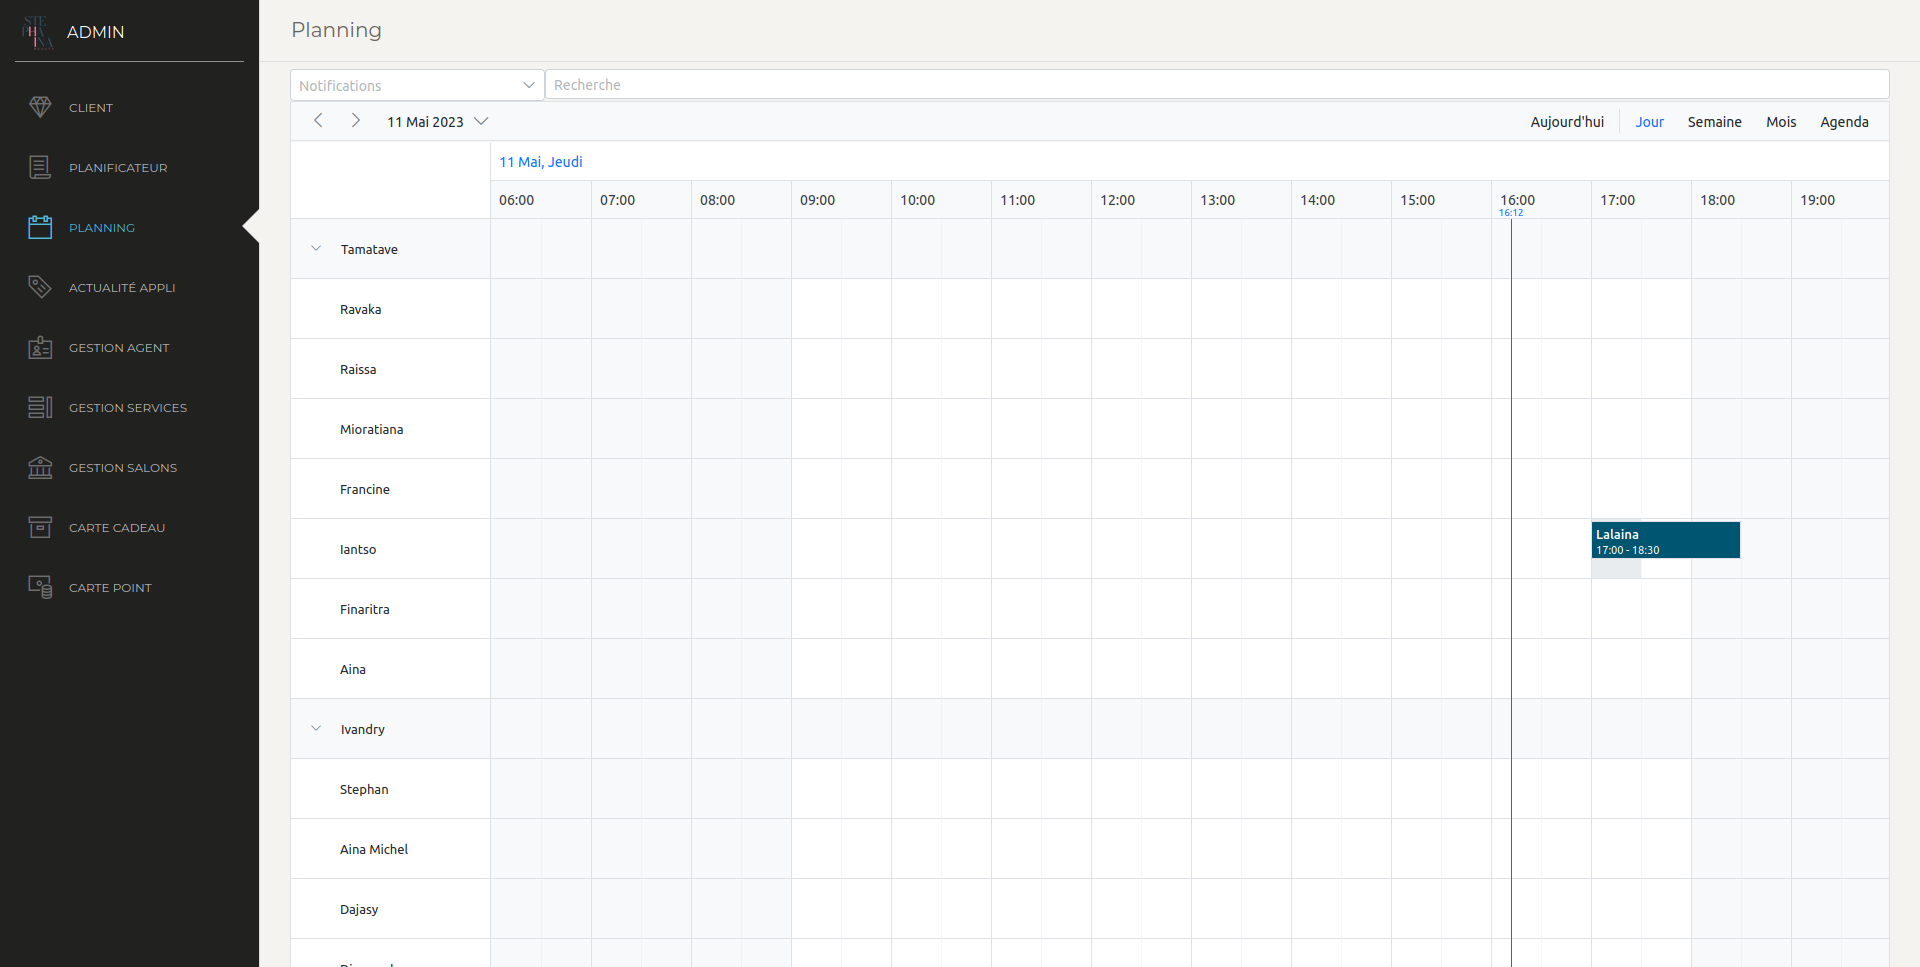 STE
PH
INA
ADMIN
CLIENT
PLANIFICATEUR
PLANNING
ACTUALITÉ APPLI
GESTION AGENT
GESTION SERVICES
GESTION SALONS
CARTE CADEAU
CARTE POINT
Planning
Notifications
Recherche
11 Mai 2023
Aujourd'hui
Jour
Semaine
Mois
Agenda
11 Mai, Jeudi
06:00 07:00 08:00 09:00 10:00 11:00 12:00 13:00 14:00 15:00 16:00 17:00 18:00 19:00
16:12
Tamatave
Ravaka
Raissa
Mioratiana
Francine
Iantso
Lalaina
17:00 - 18:30
Finaritra
Aina
Ivandry
Stephan
Aina Michel
Dajasy